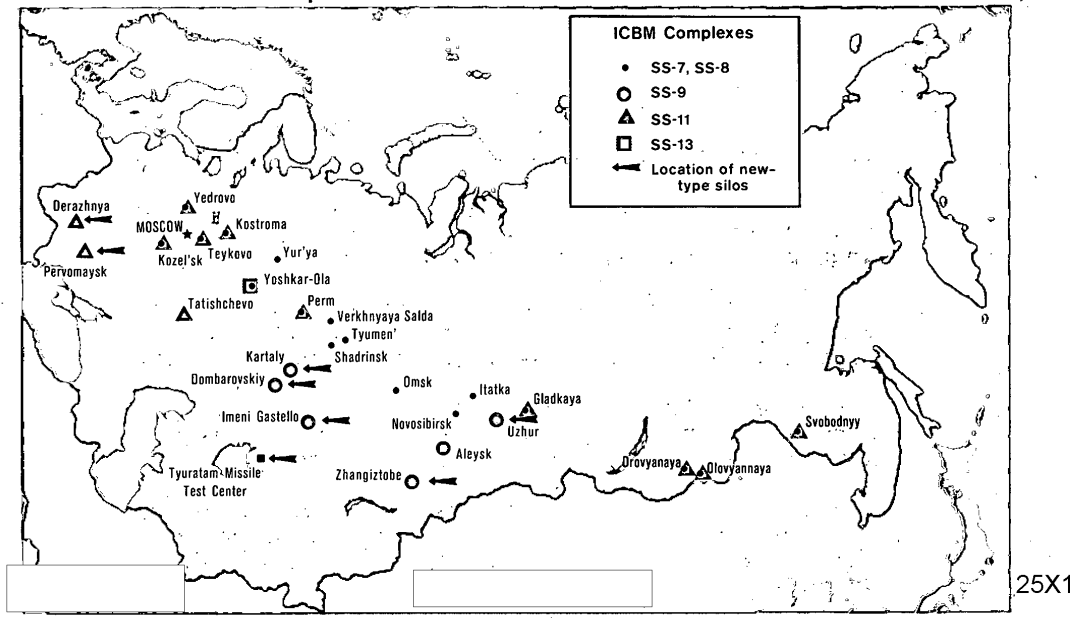 ICBM Complexes
SS-7, SS-8
SS-9
SS-11
SS-13
Location of new-
type silos
Yedrovo
Derazhnya
MOSCOW
Kostroma
Kozel'sk
Teykovo
Pervomaysk
Yur'ya
Yoshkar-Ola
Tatishchevo
Perm
Verkhnyaya Salda
Tyumen'
Shadrinsk
Kartaly
Dombarovskiy
Omsk
Itatka
Gladkaya
Imeni Gastello
Novosibirsk
Uzhur
Svobodnyy
Aleysk
Drovyanaya
Olovyannaya
Tyuratam Missile
Test Center
Zhangiztobe
25X1